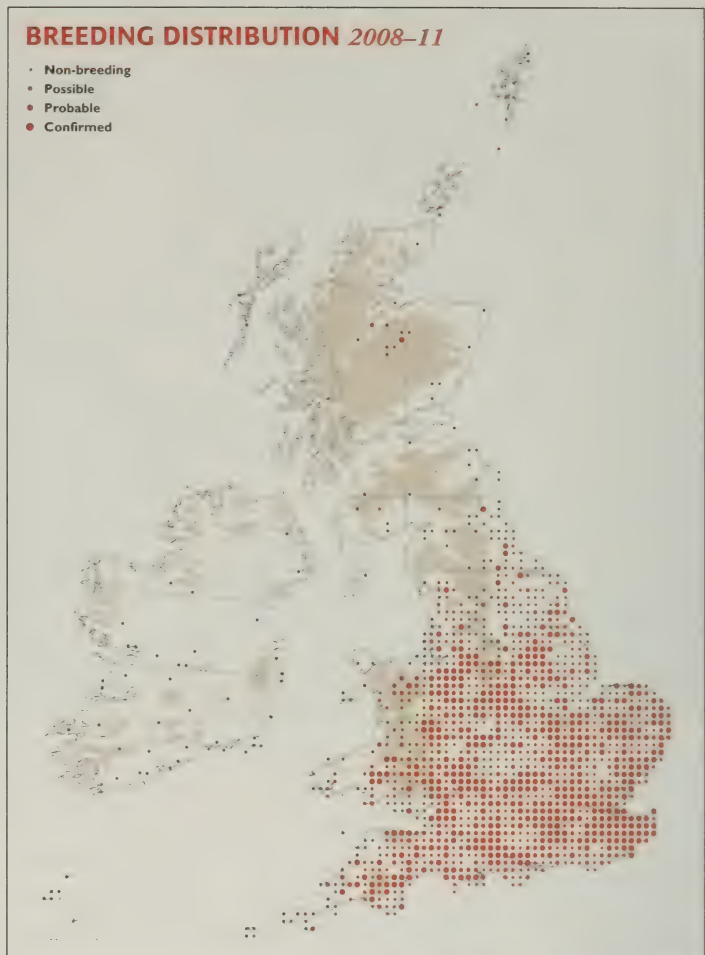 BREEDING DISTRIBUTION 2008–11
Non-breeding
Possible
Probable
Confirmed